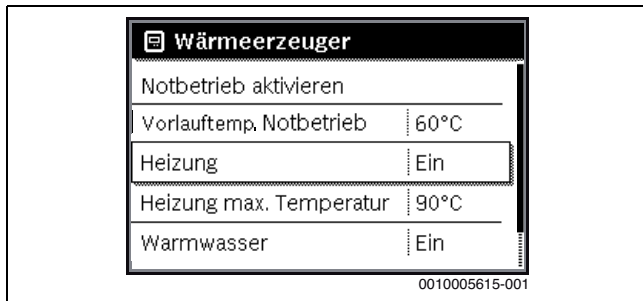 Wärmeerzeuger
Notbetrieb aktivieren
Vorlauftemp. Notbetrieb 60°C
Heizung Ein
Heizung max. Temperatur 90°C
Warmwasser Ein
0010005615-001